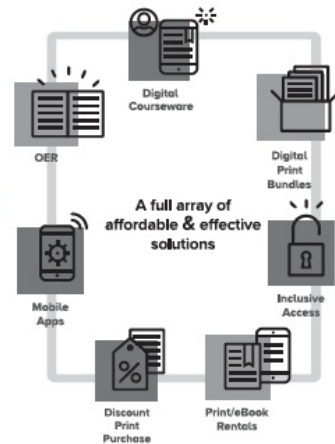 Digital
Courseware
OER
Digital
Print
Bundles
A full array of
affordable & effective
solutions
Mobile
Apps
Inclusive
Access
Discount
Print
Purchase
%
Print/eBook
Rentals